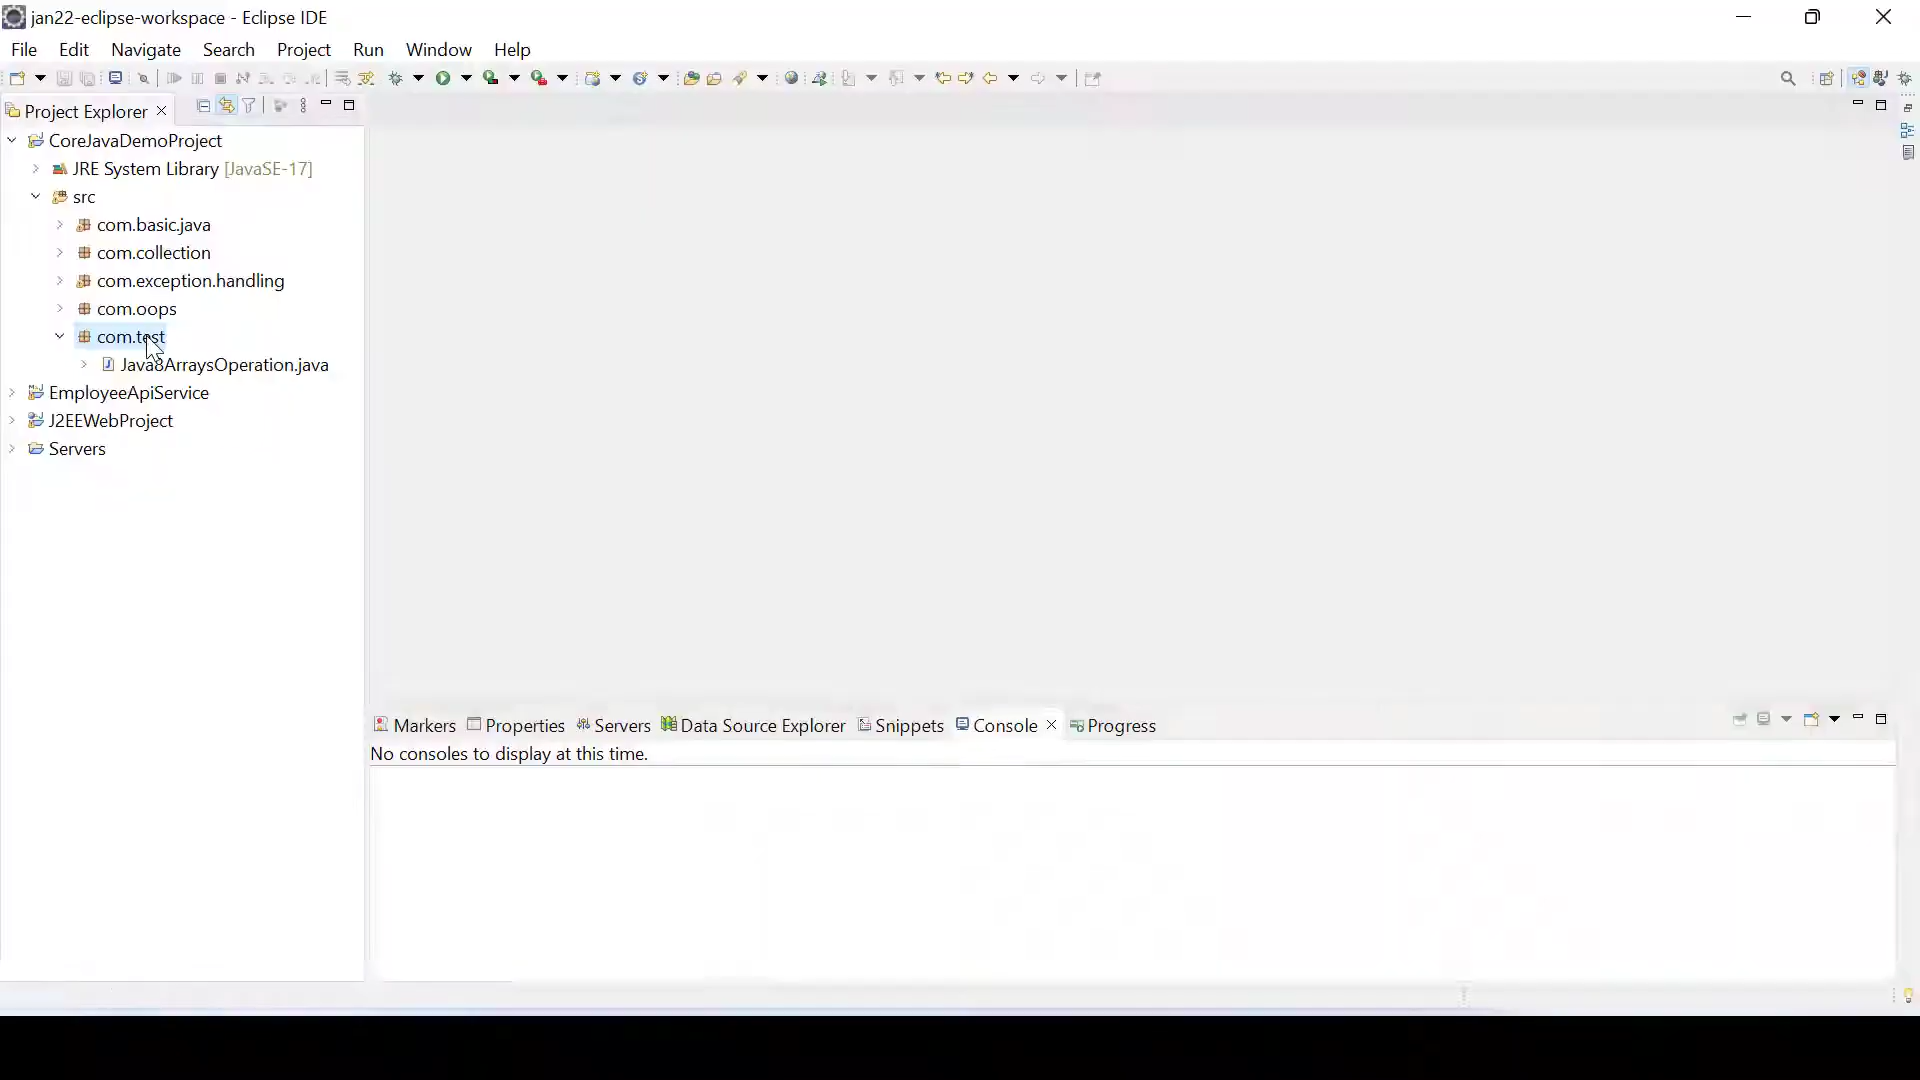 jan22-eclipse-workspace - Eclipse IDE
File Edit Navigate Search Project Run Window Help
Project Explorer
CoreJavaDemoProject
JRE System Library [JavaSE-17]
src
com.basic.java
com.collection
com.exception.handling
com.oops
com.test
Java8ArraysOperation.java
EmployeeApiService
J2EEWebProject
Servers
Markers Properties Servers Data Source Explorer Snippets Console Progress
No consoles to display at this time.